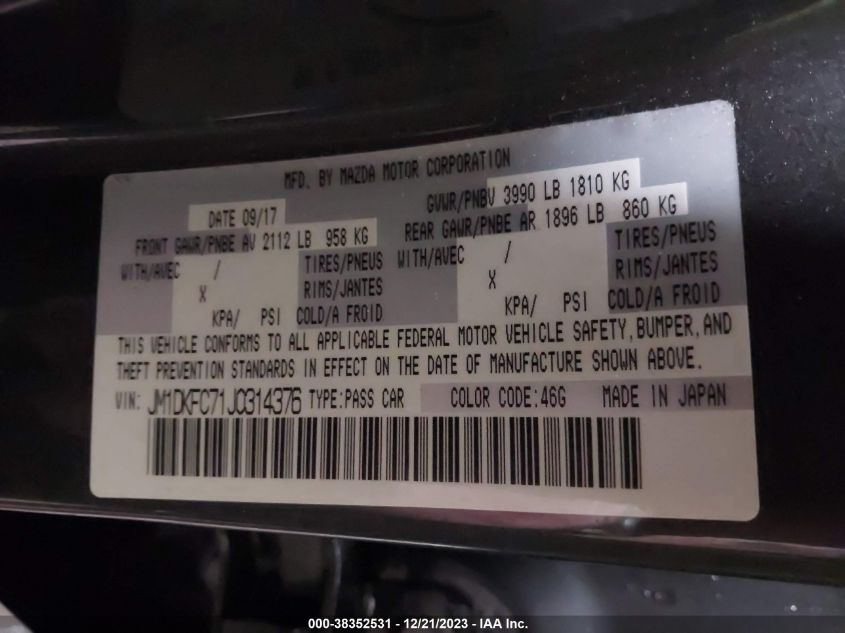 MFD. BY MAZDA MOTOR CORPORATION
DATE 09/17 GVWR/PNBV 3990 LB 1810 KG
FRONT GAWR/PNBE AV 2112 LB 958 KG REAR GAWR/PNBE AR 1896 LB 860 KG
WITH/AVEC / TIRES/PNEUS WITH/AVEC / TIRES/PNEUS
X RIMS/JANTES X RIMS/JANTES
KPA/ PSI COLD/A FROID KPA/ PSI COLD/A FROID
THIS VEHICLE CONFORMS TO ALL APPLICABLE FEDERAL MOTOR VEHICLE SAFETY, BUMPER, AND
THEFT PREVENTION STANDARDS IN EFFECT ON THE DATE OF MANUFACTURE SHOWN ABOVE.
VIN: JM1DKFC71J0314376 TYPE:PASS CAR COLOR CODE:46G MADE IN JAPAN
000-38352531 - 12/21/2023 - IAA Inc.